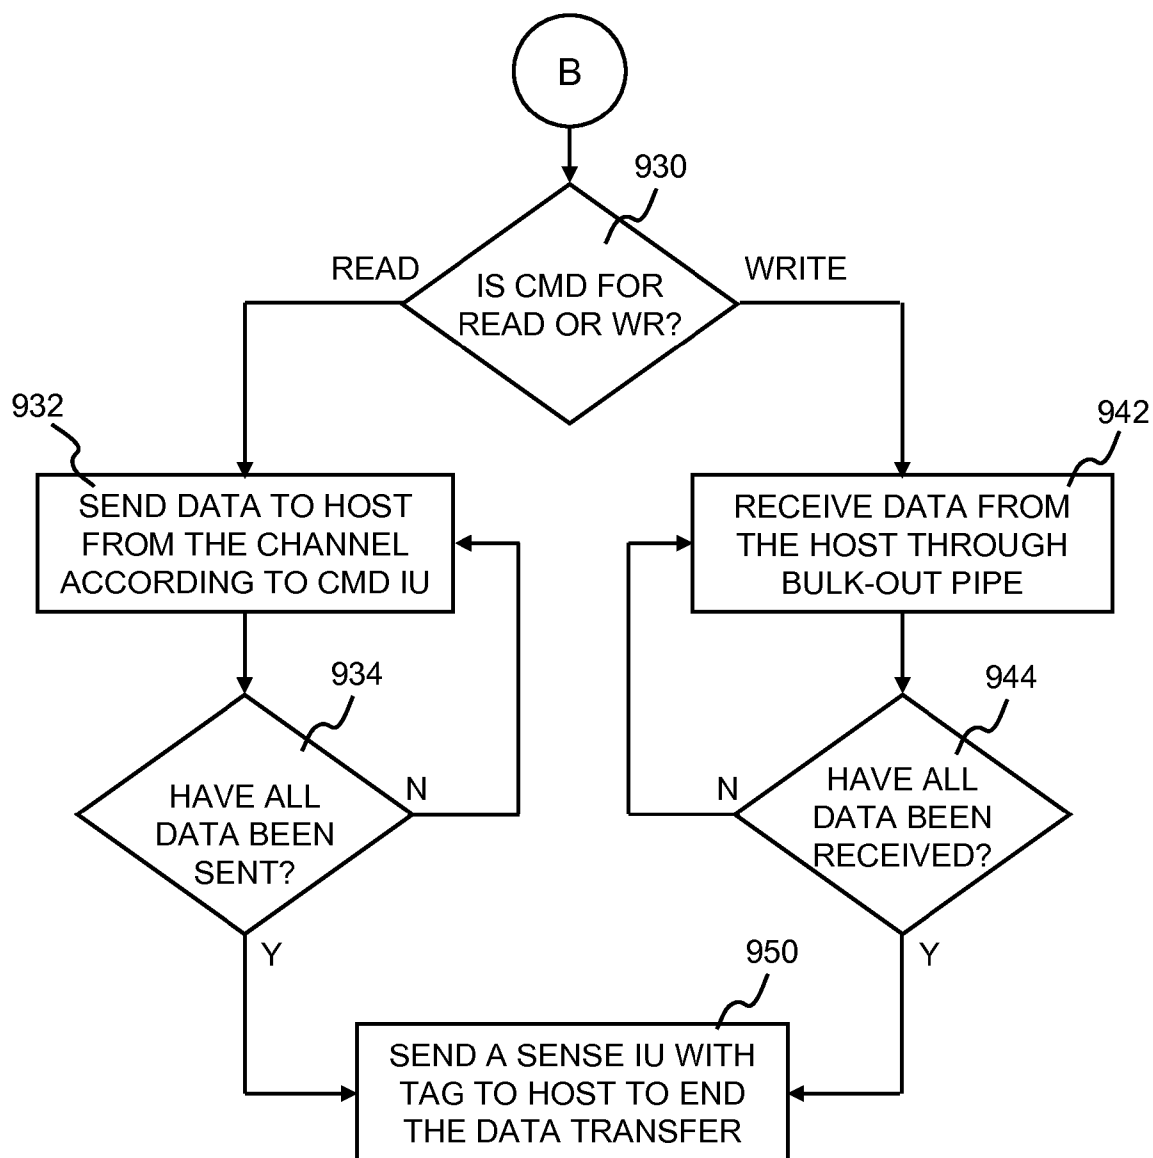 B
930
READ
WRITE
IS CMD FOR
READ OR WR?
932
942
SEND DATA TO HOST
FROM THE CHANNEL
ACCORDING TO CMD IU
RECEIVE DATA FROM
THE HOST THROUGH
BULK-OUT PIPE
934
944
HAVE ALL
DATA BEEN
SENT?
N
N
HAVE ALL
DATA BEEN
RECEIVED?
Y
Y
950
SEND A SENSE IU WITH
TAG TO HOST TO END
THE DATA TRANSFER